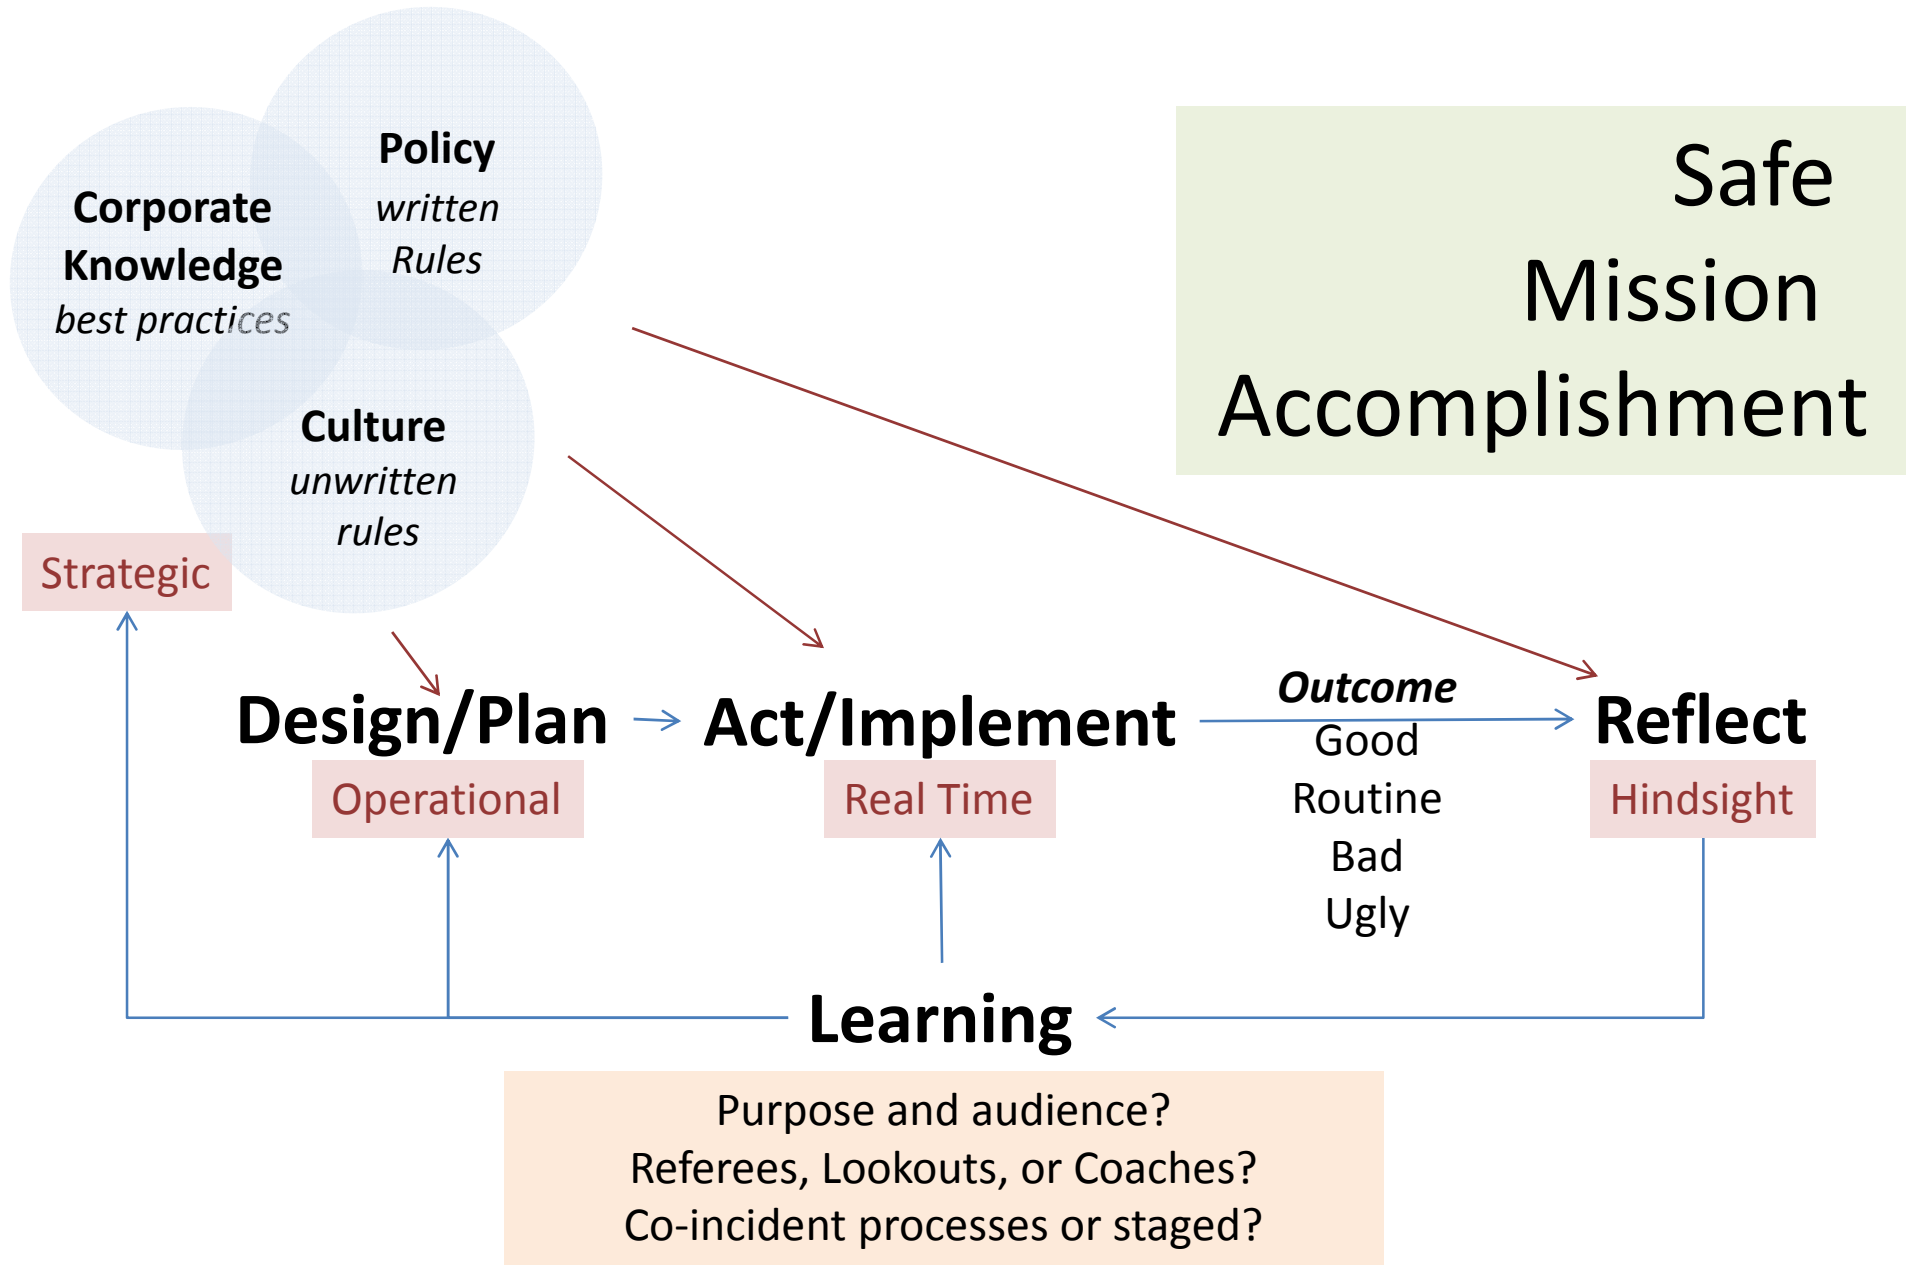 Policy
written
Rules
Corporate
Knowledge
best practices
Culture
unwritten
rules
Safe
Mission
Accomplishment
Strategic
Design/Plan
Operational
Act/Implement
Real Time
Outcome
Good
Routine
Bad
Ugly
Reflect
Hindsight
Learning
Purpose and audience?
Referees, Lookouts, or Coaches?
Co-incident processes or staged?